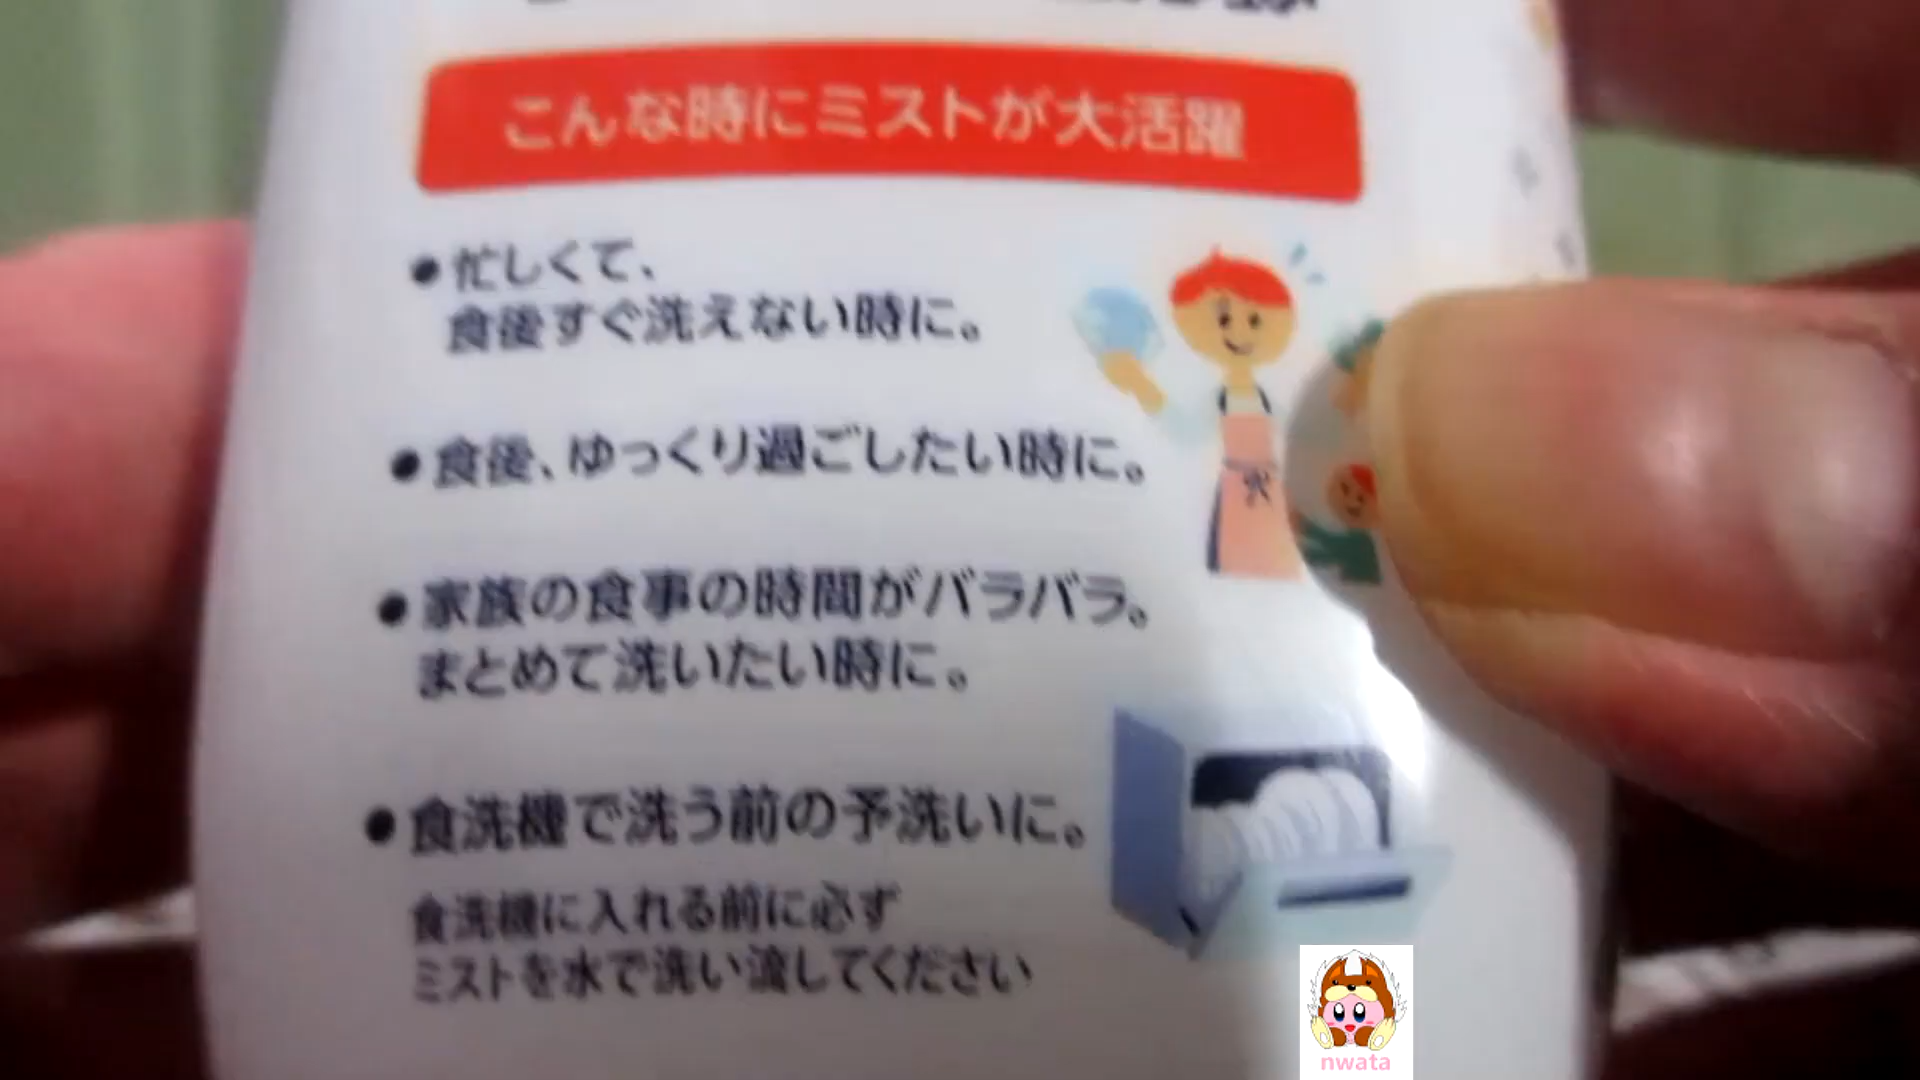 こんな時にミストが大活躍
●忙しくて、
食後すぐ洗えない時に。
●食後、ゆっくり過ごしたい時に。
●家族の食事の時間がバラバラ。
まとめて洗いたい時に。
●食洗機で洗う前の予洗いに。
食洗機に入れる前に必ず
ミストを水で洗い流してください
nwata